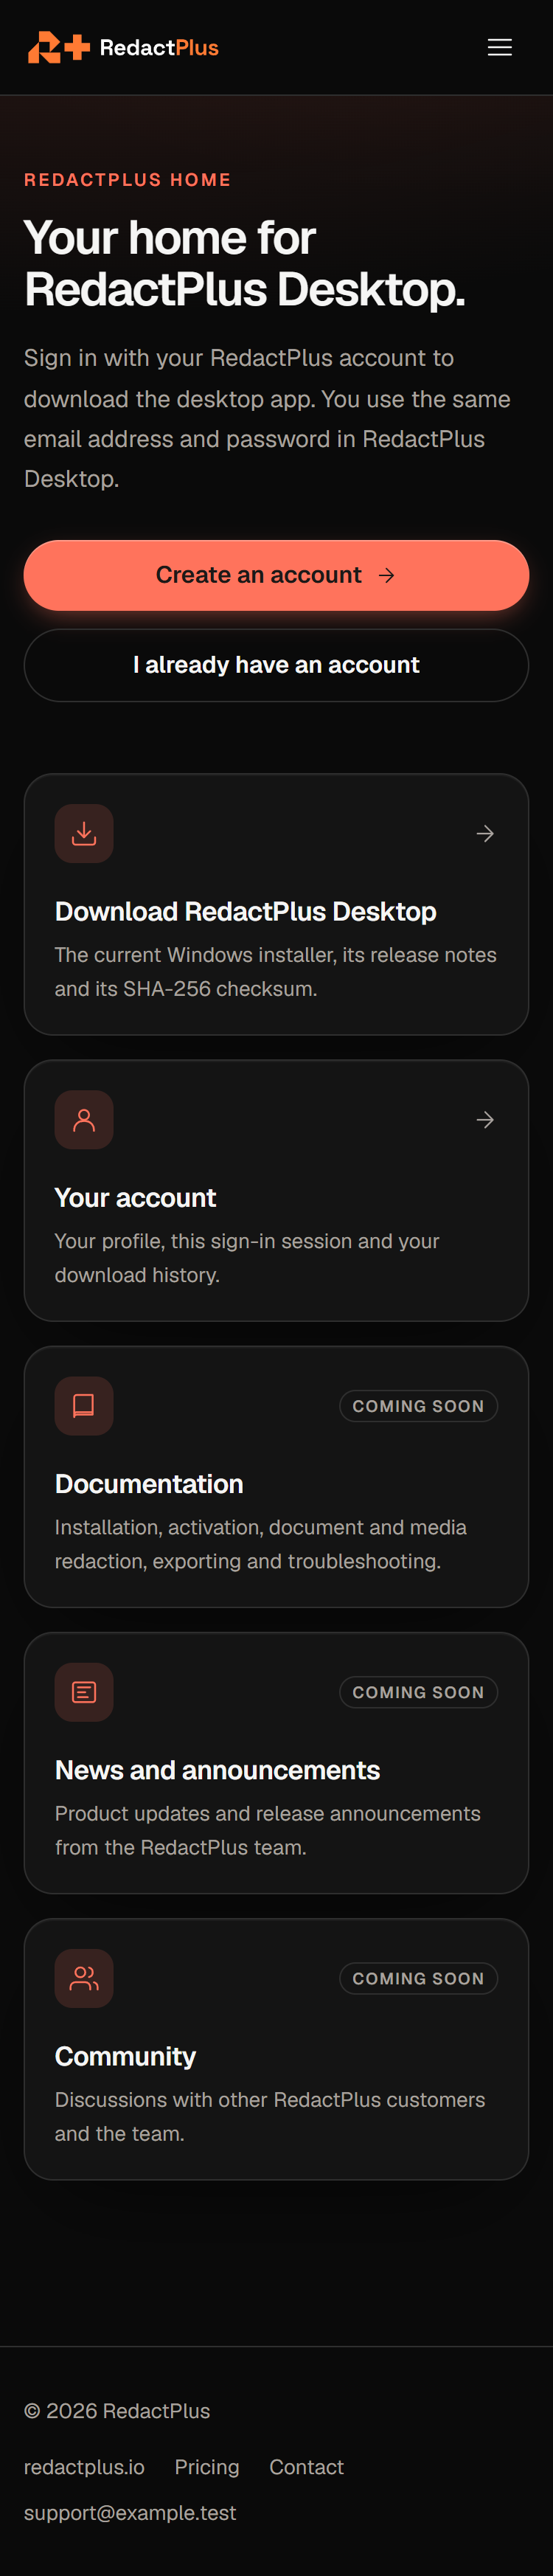 RedactPlus
REDACTPLUS HOME
Your home for
RedactPlus Desktop.
Sign in with your RedactPlus account to
download the desktop app. You use the same
email address and password in RedactPlus
Desktop.
Create an account
I already have an account
Download RedactPlus Desktop
The current Windows installer, its release notes
and its SHA-256 checksum.
Your account
Your profile, this sign-in session and your
download history.
COMING SOON
Documentation
Installation, activation, document and media
redaction, exporting and troubleshooting.
COMING SOON
News and announcements
Product updates and release announcements
from the RedactPlus team.
COMING SOON
Community
Discussions with other RedactPlus customers
and the team.
© 2026 RedactPlus
redactplus.io Pricing Contact
support@example.test